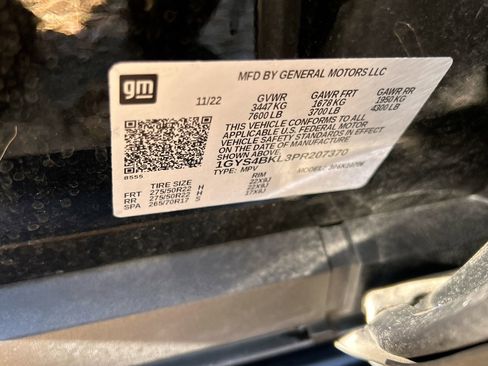 gm
MFD BY GENERAL MOTORS LLC
11/22 GVWR GAWR FRT GAWR RR
3447 KG 1678 KG 1950 KG
7600 LB 3700 LB 4300 LB
THIS VEHICLE CONFORMS TO ALL
APPLICABLE U.S. FEDERAL MOTOR
VEHICLE SAFETY STANDARDS IN EFFECT
ON THE DATE OF MANUFACTURE.
1GYS4BKL3PR207370
8555 TYPE: MPV MODEL:
TIRE SIZE RIM
FRT 275/50R22 H 22X9J
RR 275/50R22 H 22X9J
SPA 265/70R17 S 17X8J